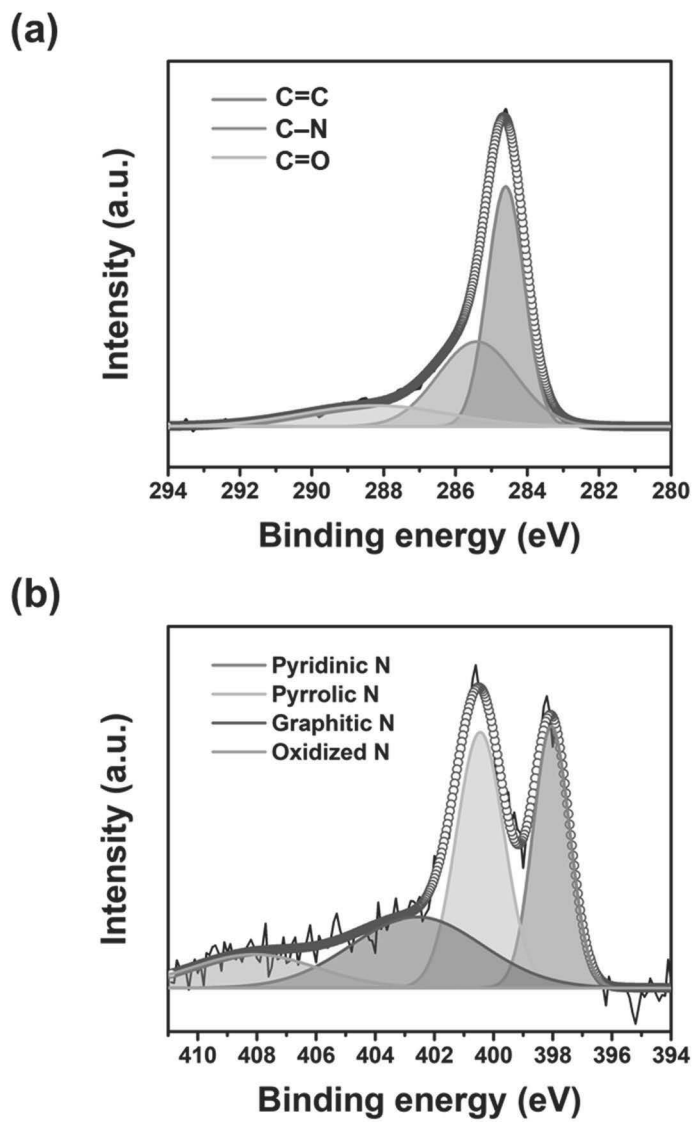 (a)
C=C
C–N
C=O
Intensity (a.u.)
294 292 290 288 286 284 282 280
Binding energy (eV)
(b)
Pyridinic N
Pyrrolic N
Graphitic N
Oxidized N
Intensity (a.u.)
410 408 406 404 402 400 398 396 394
Binding energy (eV)